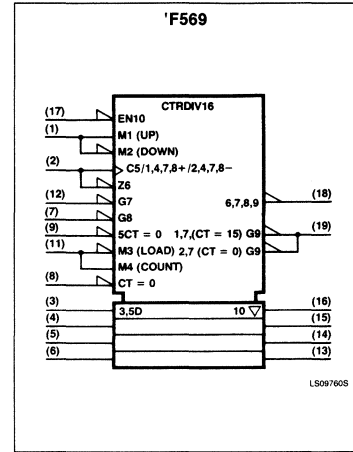 'F569
CTRDIV16
(17) EN10
(1) M1 (UP)
M2 (DOWN)
(2) C5/1,4,7,8+/2,4,7,8−
Z6
(12) G7
6,7,8,9 (18)
(7) G8
(9) 5CT = 0 1,7,(CT = 15) G9 (19)
(11) M3 (LOAD) 2,7 (CT = 0) G9
M4 (COUNT)
(8) CT = 0
(3) 3,5D 10 ▽ (16)
(4) (15)
(5) (14)
(6) (13)
LS09760S